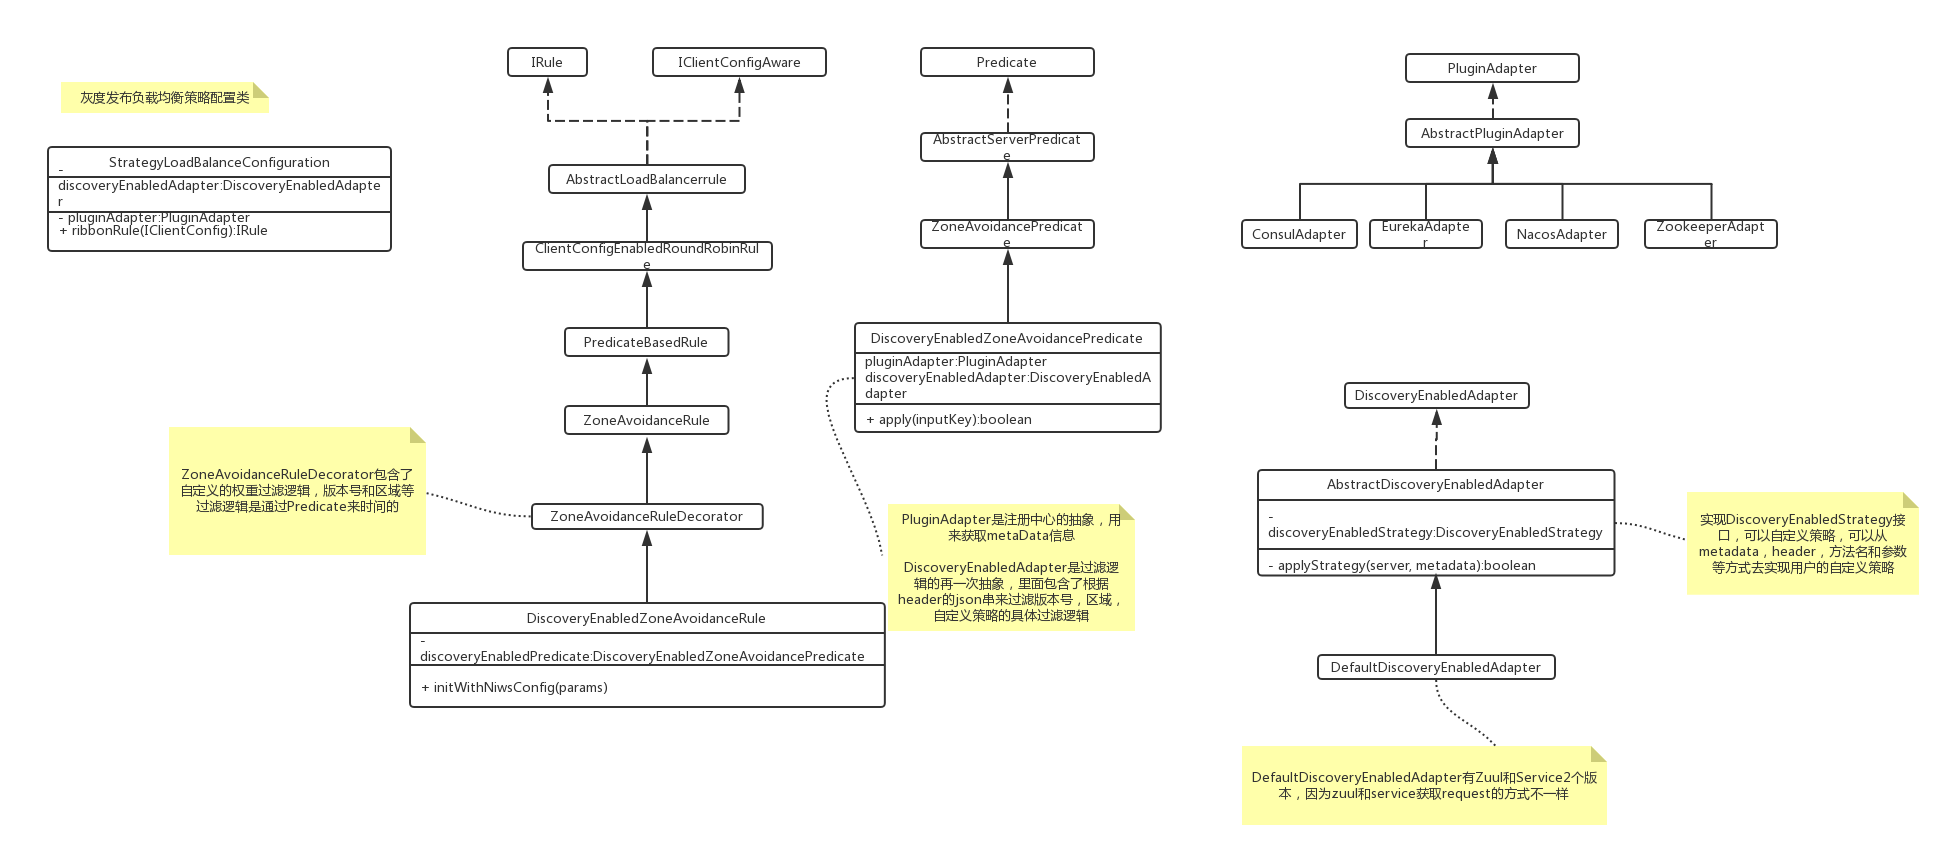 灰度发布负载均衡策略配置类
StrategyLoadBalanceConfiguration
-
discoveryEnabledAdapter:DiscoveryEnabledAdapte
r
- pluginAdapter:PluginAdapter
+ ribbonRule(IClientConfig):IRule
IRule
IClientConfigAware
AbstractLoadBalancerrule
ClientConfigEnabledRoundRobinRul
e
PredicateBasedRule
ZoneAvoidanceRule
ZoneAvoidanceRuleDecorator包含了
自定义的权重过滤逻辑，版本号和区域等
过滤逻辑是通过Predicate来时间的
ZoneAvoidanceRuleDecorator
DiscoveryEnabledZoneAvoidanceRule
-
discoveryEnabledPredicate:DiscoveryEnabledZoneAvoidancePredicate
+ initWithNiwsConfig(params)
Predicate
AbstractServerPredicat
e
ZoneAvoidancePredicat
e
DiscoveryEnabledZoneAvoidancePredicate
pluginAdapter:PluginAdapter
discoveryEnabledAdapter:DiscoveryEnabledA
dapter
+ apply(inputKey):boolean
PluginAdapter是注册中心的抽象，用
来获取metaData信息
DiscoveryEnabledAdapter是过滤逻
辑的再一次抽象，里面包含了根据
header的json串来过滤版本号，区域，
自定义策略的具体过滤逻辑
PluginAdapter
AbstractPluginAdapter
ConsulAdapter
EurekaAdapte
r
NacosAdapter
ZookeeperAdapt
er
DiscoveryEnabledAdapter
AbstractDiscoveryEnabledAdapter
-
discoveryEnabledStrategy:DiscoveryEnabledStrategy
- applyStrategy(server, metadata):boolean
实现DiscoveryEnabledStrategy接
口，可以自定义策略，可以从
metadata，header，方法名和参数
等方式去实现用户的自定义策略
DefaultDiscoveryEnabledAdapter
DefaultDiscoveryEnabledAdapter有Zuul和Service2个版
本，因为zuul和service获取request的方式不一样